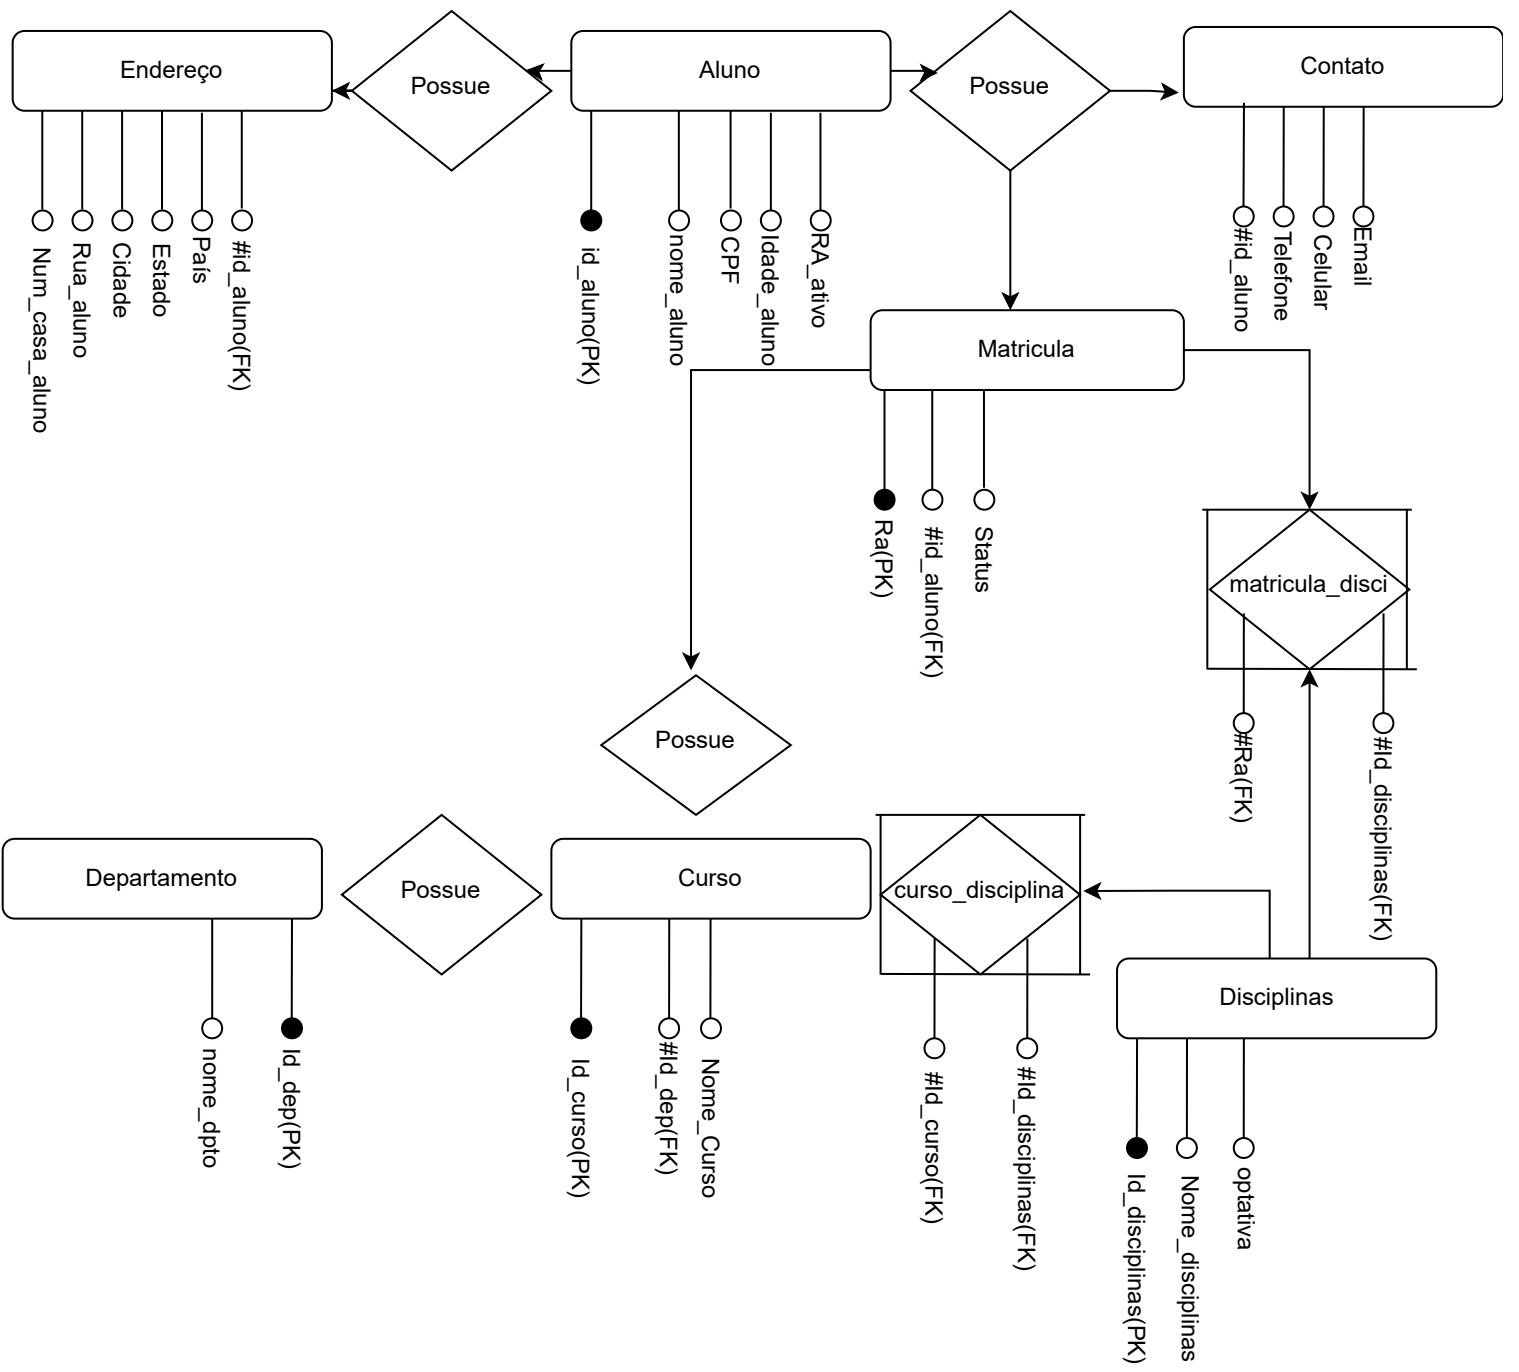 Endereço
Possue
Aluno
Possue
Contato
Num_casa_aluno
Rua_aluno
Cidade
Estado
País
#id_aluno(FK)
id_aluno(PK)
nome_aluno
CPF
Idade_aluno
RA_ativo
#id_aluno
Telefone
Celular
Email
Matricula
Ra(PK)
#id_aluno(FK)
Status
matricula_disci
#Ra(FK)
#Id_disciplinas(FK)
Possue
Departamento
Possue
Curso
curso_disciplina
nome_dpto
Id_dep(PK)
Id_curso(PK)
#Id_dep(FK)
Nome_Curso
#Id_curso(FK)
#Id_disciplinas(FK)
Disciplinas
Id_disciplinas(PK)
Nome_disciplinas
optativa